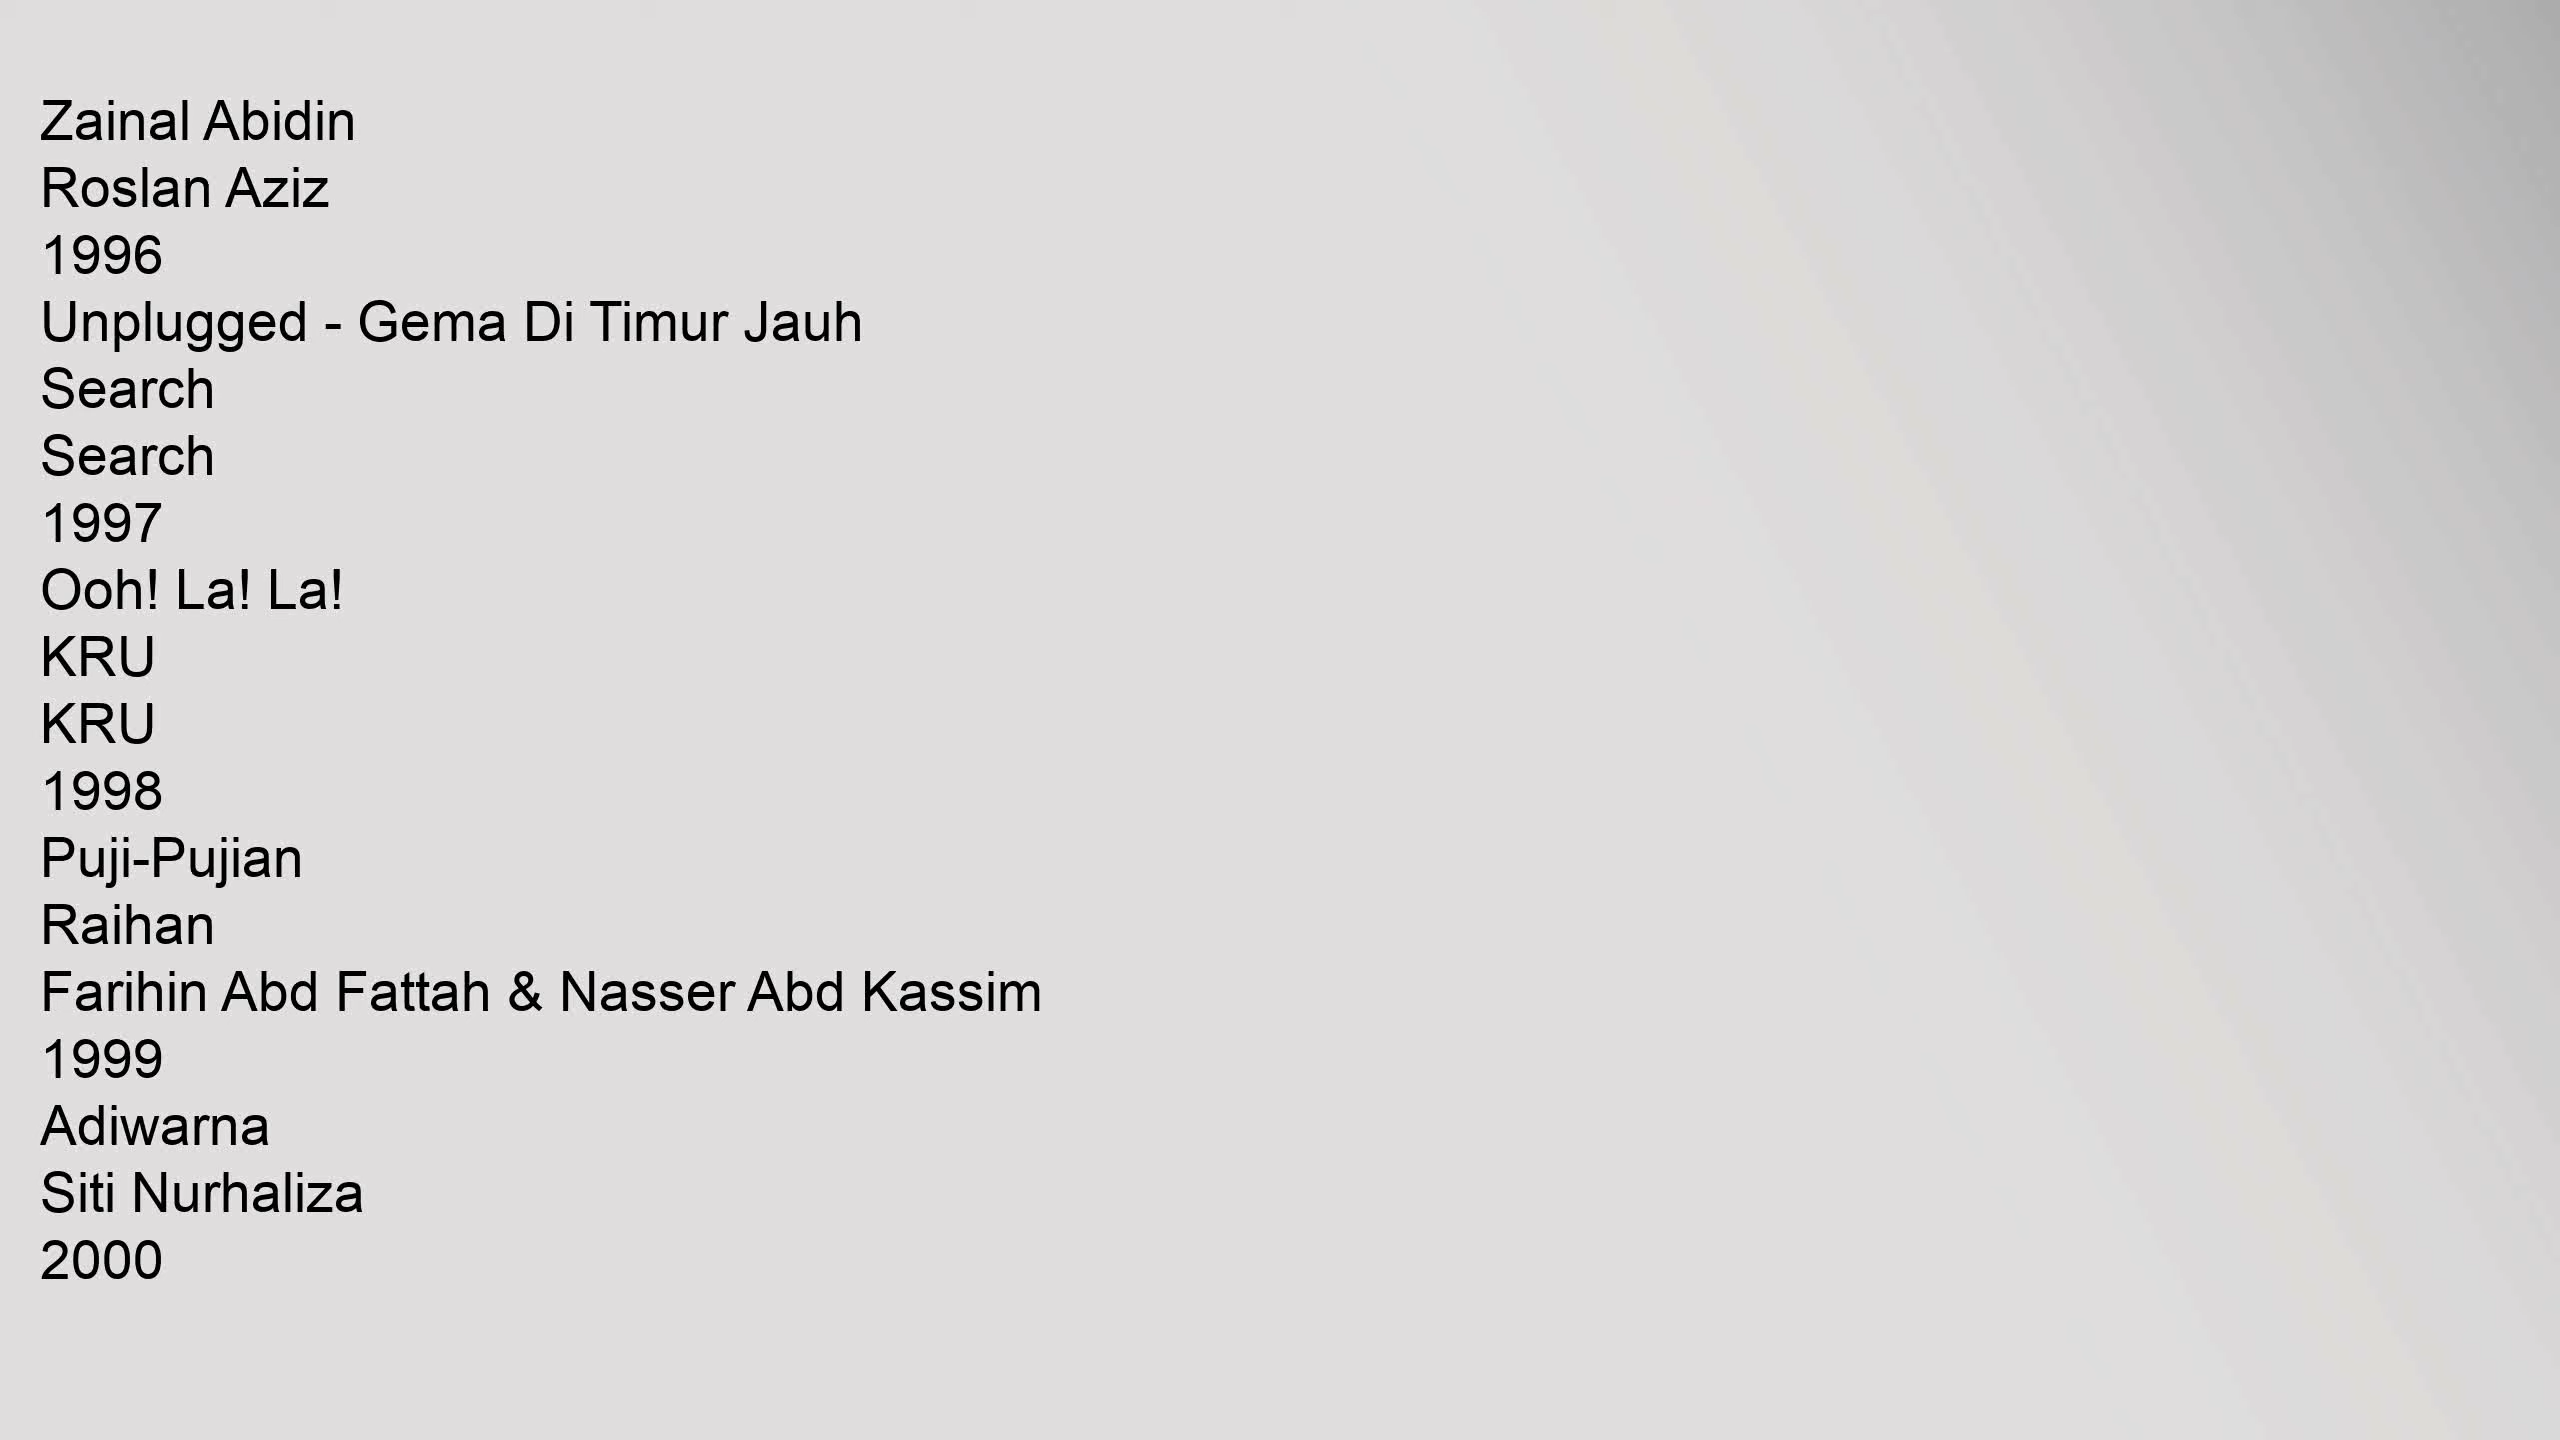 Zainal Abidin
Roslan Aziz
1996
Unplugged - Gema Di Timur Jauh
Search
Search
1997
Ooh! La! La!
KRU
KRU
1998
Puji-Pujian
Raihan
Farihin Abd Fattah & Nasser Abd Kassim
1999
Adiwarna
Siti Nurhaliza
2000